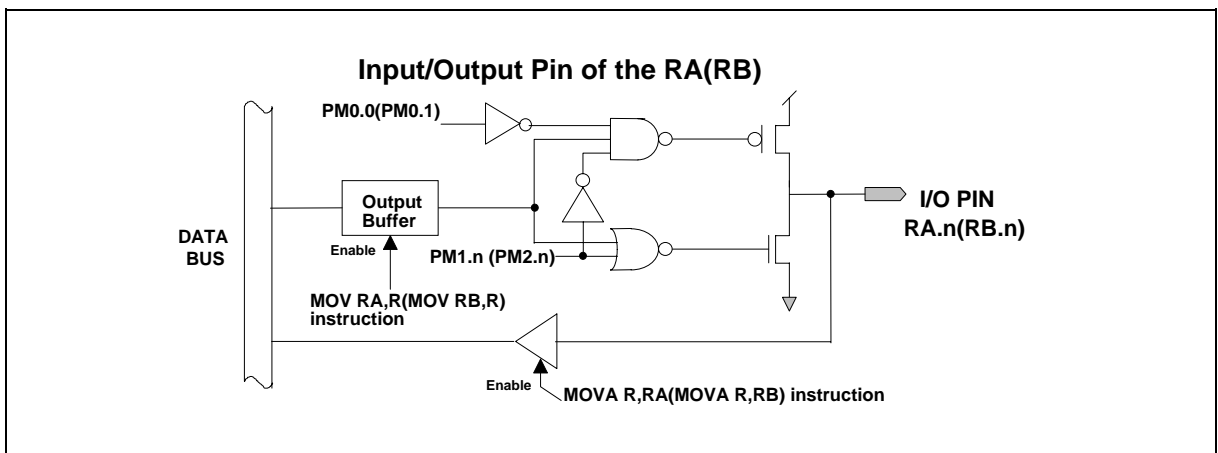 Input/Output Pin of the RA(RB)
PM0.0(PM0.1)
Output
Buffer
I/O PIN
RA.n(RB.n)
DATA
BUS
Enable
PM1.n (PM2.n)
MOV RA,R(MOV RB,R)
instruction
Enable
MOVA R,RA(MOVA R,RB) instruction